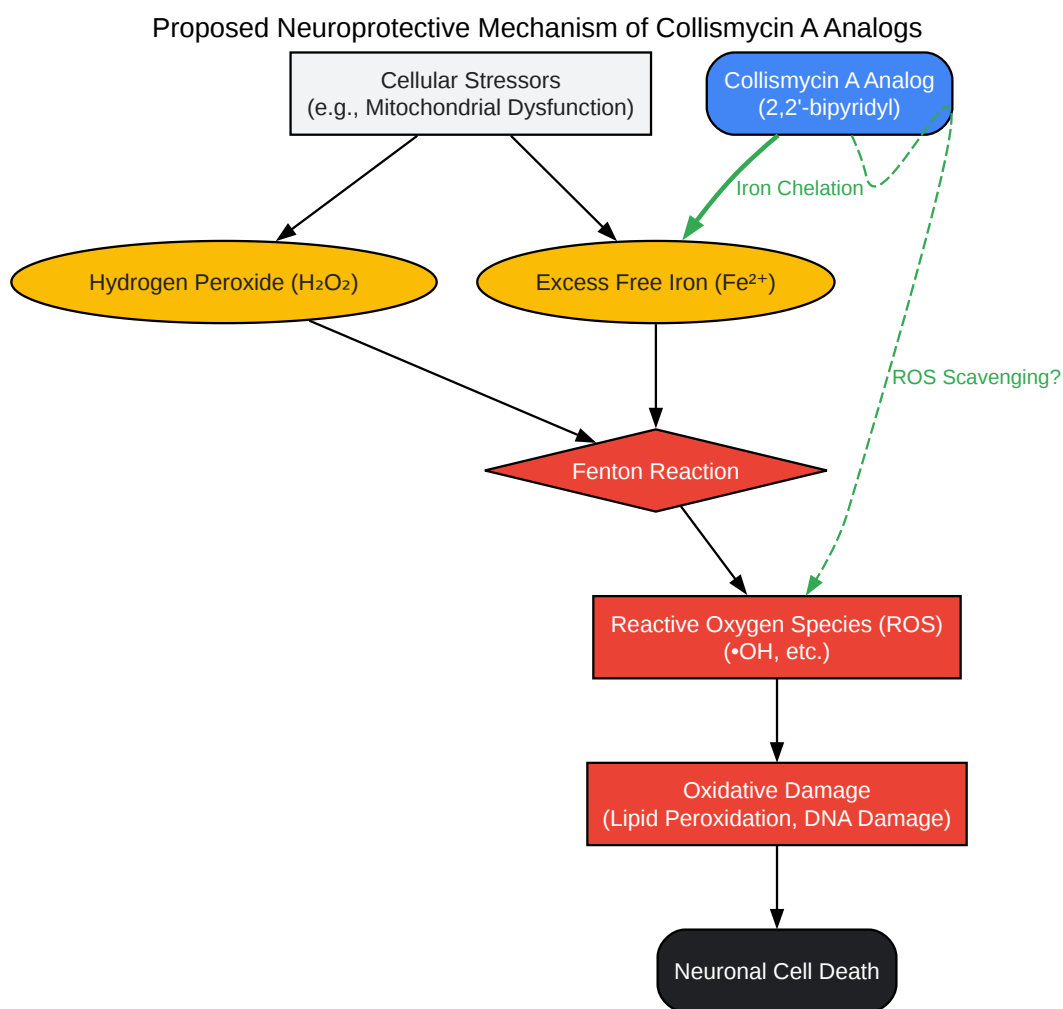 Proposed Neuroprotective Mechanism of Collismycin A Analogs
Cellular Stressors
(e.g., Mitochondrial Dysfunction)
Collismycin A Analog
(2,2'-bipyridyl)
Iron Chelation
Hydrogen Peroxide (H₂O₂)
Excess Free Iron (Fe²⁺)
ROS Scavenging?
Fenton Reaction
Reactive Oxygen Species (ROS)
(•OH, etc.)
Oxidative Damage
(Lipid Peroxidation, DNA Damage)
Neuronal Cell Death